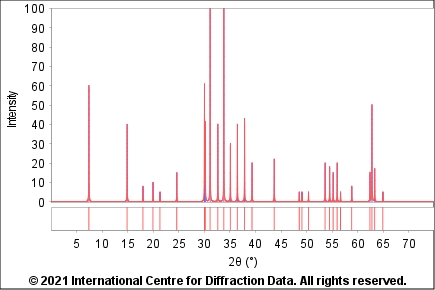 100
90
80
70
60
50
40
30
20
10
0
Intensity
5 10 15 20 25 30 35 40 45 50 55 60 65 70
2θ (°)
© 2021 International Centre for Diffraction Data. All rights reserved.